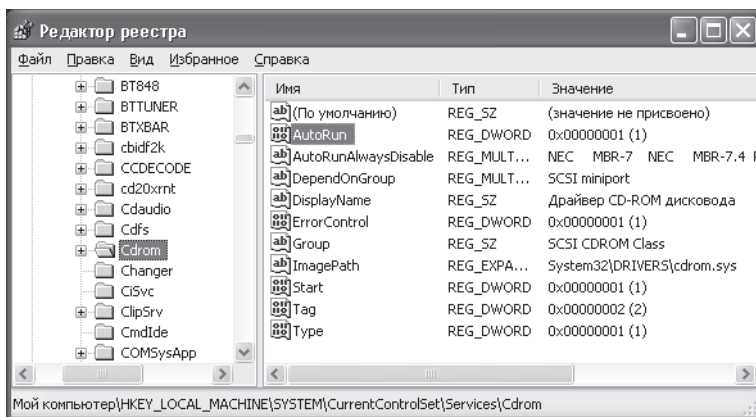 Редактор реестра
Файл Правка Вид Избранное Справка
BT848
BTTUNER
BTXBAR
cbidf2k
CCDECODE
cd20xrnt
Cdaudio
Cdfs
Cdrom
Changer
CiSvc
ClipSrv
CmdIde
COMSysApp
Имя Тип Значение
(По умолчанию) REG_SZ (значение не присвоено)
AutoRun REG_DWORD 0x00000001 (1)
AutoRunAlwaysDisable REG_MULT... NEC MBR-7 NEC MBR-7.4
DependOnGroup REG_MULT... SCSI miniport
DisplayName REG_SZ Драйвер CD-ROM дисковода
ErrorControl REG_DWORD 0x00000001 (1)
Group REG_SZ SCSI CDROM Class
ImagePath REG_EXPA... System32\DRIVERS\cdrom.sys
Start REG_DWORD 0x00000001 (1)
Tag REG_DWORD 0x00000002 (2)
Type REG_DWORD 0x00000001 (1)
Мой компьютер\HKEY_LOCAL_MACHINE\SYSTEM\CurrentControlSet\Services\Cdrom